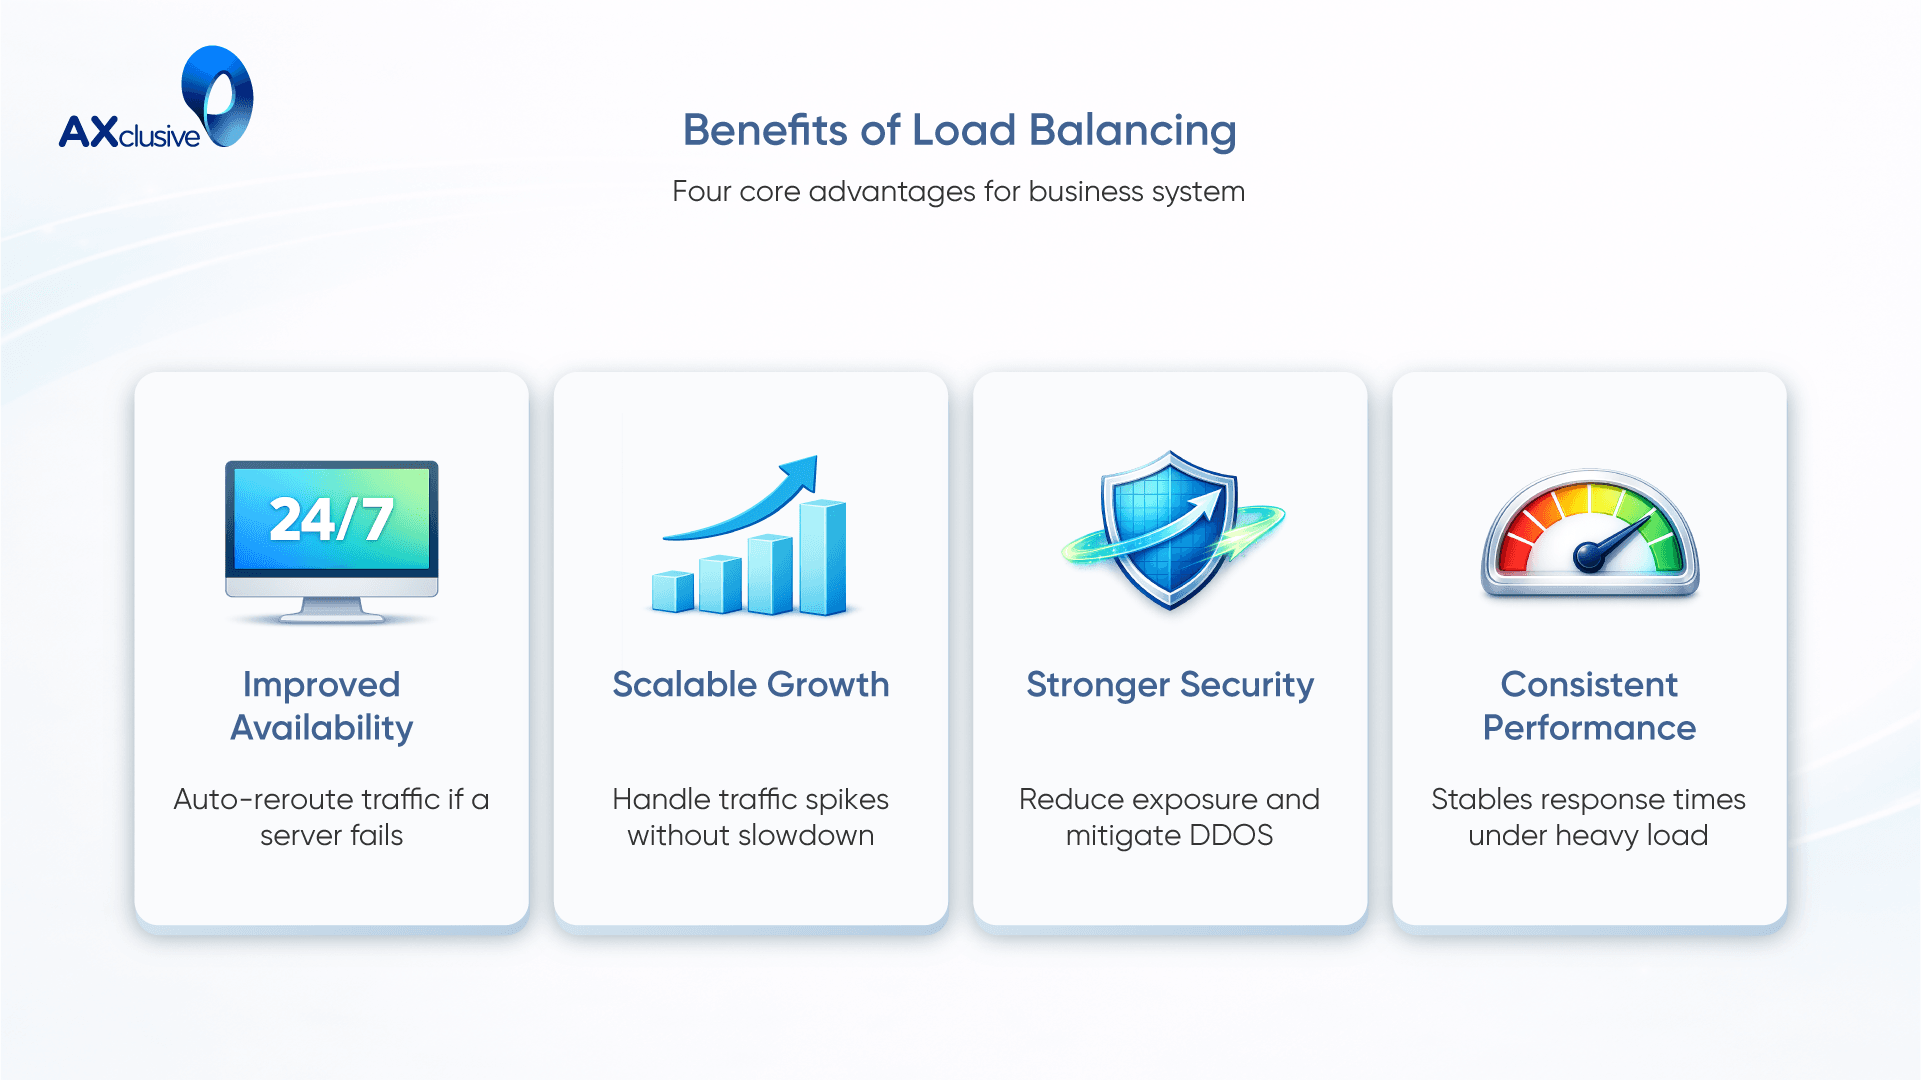 AXclusive
Benefits of Load Balancing
Four core advantages for business system
24/7
Improved
Availability
Auto-reroute traffic if a
server fails
Scalable Growth
Handle traffic spikes
without slowdown
Stronger Security
Reduce exposure and
mitigate DDOS
Consistent
Performance
Stables response times
under heavy load